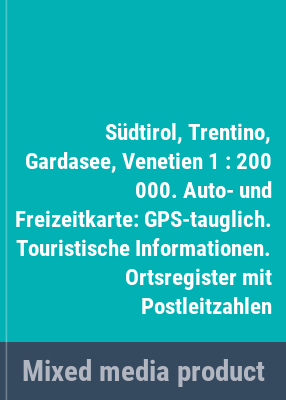 Südtirol, Trentino,
Gardasee, Venetien 1 : 200
000. Auto- und
Freizeitkarte: GPS-tauglich.
Touristische Informationen.
Ortsregister mit
Postleitzahlen
Mixed media product